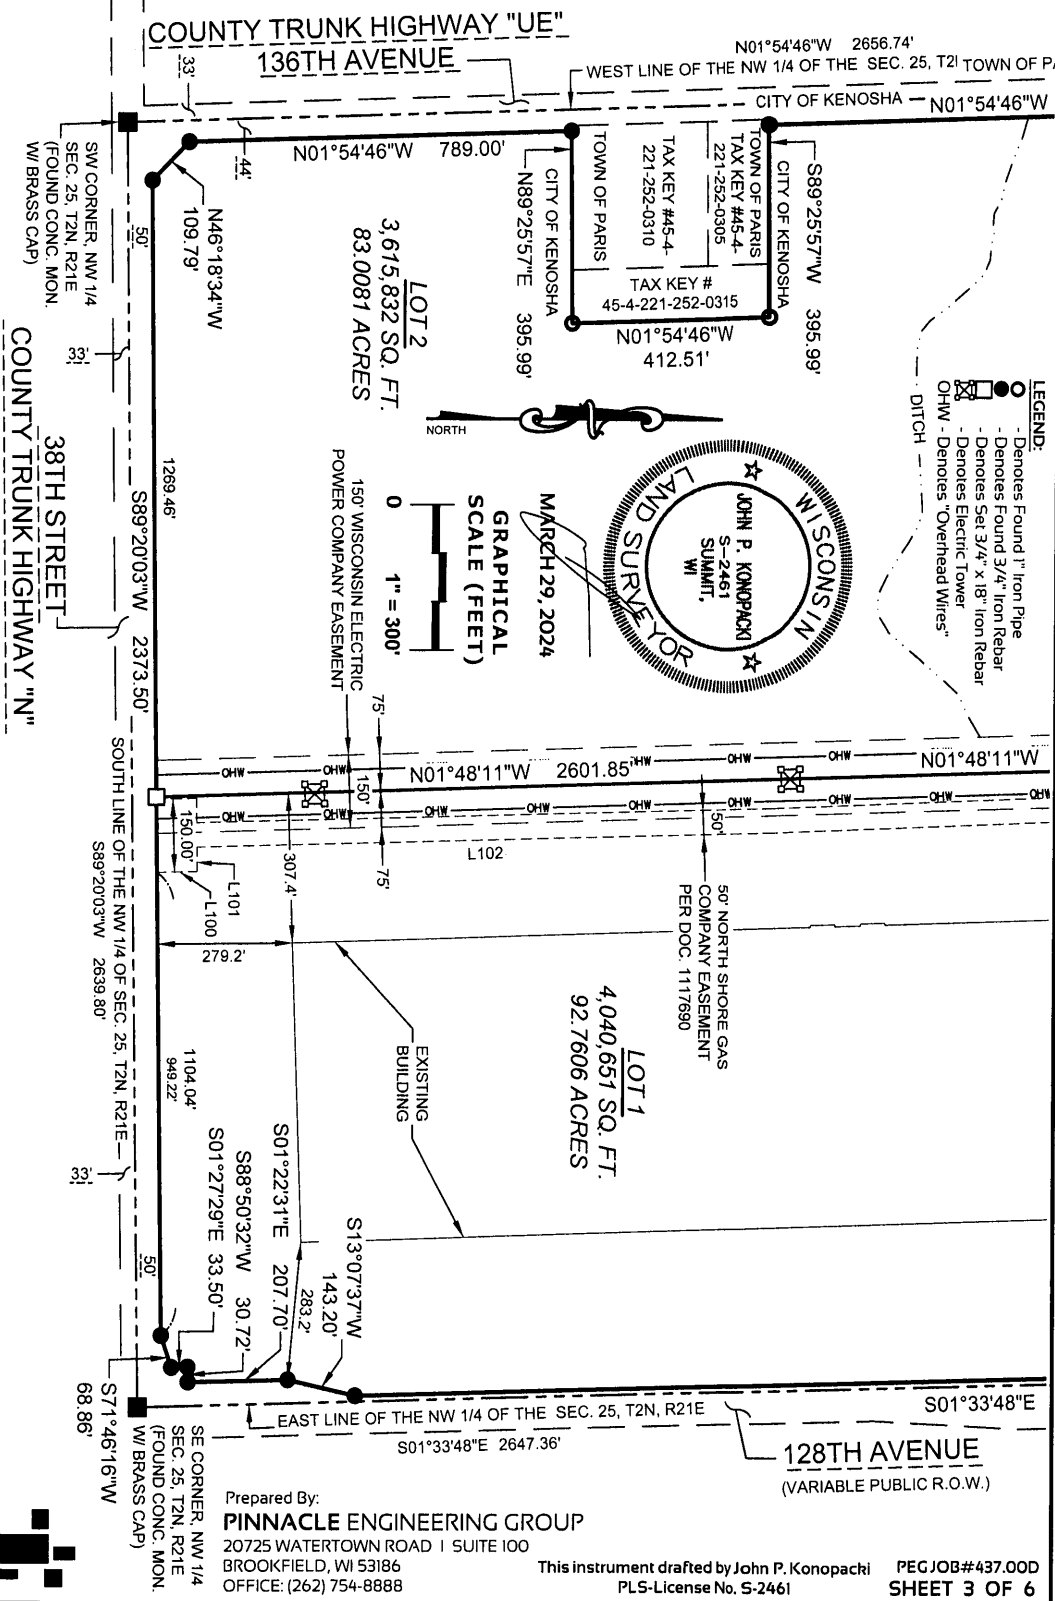 COUNTY TRUNK HIGHWAY "UE"
136TH AVENUE
N01°54'46"W 2656.74'
WEST LINE OF THE NW 1/4 OF THE SEC. 25, T2
TOWN OF PA
CITY OF KENOSHA
N01°54'46"W
33'
44'
SW CORNER, NW 1/4
SEC. 25, T2N, R21E
(FOUND CONC. MON.
W/ BRASS CAP)
N01°54'46"W 789.00'
N46°18'34"W
109.79'
50'
33'
TOWN OF PARIS
CITY OF KENOSHA
N89°25'57"E 395.99'
TAX KEY #45-4-
221-252-0310
TOWN OF PARIS
TAX KEY #45-4-
221-252-0305
CITY OF KENOSHA
S89°25'57"W 395.99'
TAX KEY #
45-4-221-252-0315
N01°54'46"W
412.51'
LOT 2
3,615,832 SQ. FT.
83.0081 ACRES
DITCH
LEGEND:
- Denotes Found 1" Iron Pipe
- Denotes Found 3/4" Iron Rebar
- Denotes Set 3/4" x 18" Iron Rebar
- Denotes Electric Tower
OHW - Denotes "Overhead Wires"
NORTH
WISCONSIN
JOHN P. KONOPACKI
S-2461
SUMMIT,
WI
LAND SURVEYOR
MARCH 29, 2024
GRAPHICAL
SCALE (FEET)
0 1" = 300'
COUNTY TRUNK HIGHWAY "N"
38TH STREET
1269.46'
S89°20'03"W 2373.50'
150' WISCONSIN ELECTRIC
POWER COMPANY EASEMENT
75'
150'
75'
OHW
OHW
OHW
OHW
N01°48'11"W 2601.85'
N01°48'11"W
OHW
OHW
OHW
OHW
OHW
OHW
OHW
OHW
150.00'
L101
L100
L102
50'
307.4'
279.2'
50' NORTH SHORE GAS
COMPANY EASEMENT
PER DOC. 1117690
SOUTH LINE OF THE NW 1/4 OF SEC. 25, T2N, R21E
S89°20'03"W 2639.80'
LOT 1
4,040,651 SQ. FT.
92.7606 ACRES
EXISTING
BUILDING
1104.04'
949.22'
33'
50'
S01°27'29"E 33.50'
S88°50'32"W 30.72'
S01°22'31"E 207.70'
283.2'
S13°07'37"W
143.20'
S71°46'16"W
68.86'
SE CORNER, NW 1/4
SEC. 25, T2N, R21E
(FOUND CONC. MON.
W/ BRASS CAP)
EAST LINE OF THE NW 1/4 OF THE SEC. 25, T2N, R21E
S01°33'48"E 2647.36'
S01°33'48"E
128TH AVENUE
(VARIABLE PUBLIC R.O.W.)
Prepared By:
PINNACLE ENGINEERING GROUP
20725 WATERTOWN ROAD | SUITE 100
BROOKFIELD, WI 53186
OFFICE: (262) 754-8888
This instrument drafted by John P. Konopacki
PLS-License No. S-2461
PEG JOB#437.00D
SHEET 3 OF 6